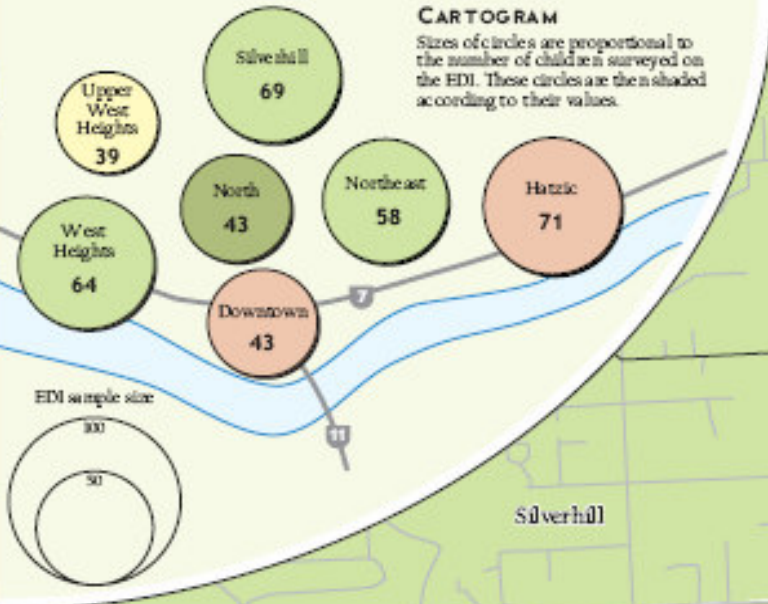 CARTOGRAM
Sizes of circles are proportional to
the number of children surveyed on
the EDI. These circles are then shaded
according to their values.
Silverhill
69
Upper
West
Heights
39
North
43
Northeast
58
Hatzic
71
West
Heights
64
Downtown
43
7
11
EDI sample size
100
50
Silverhill